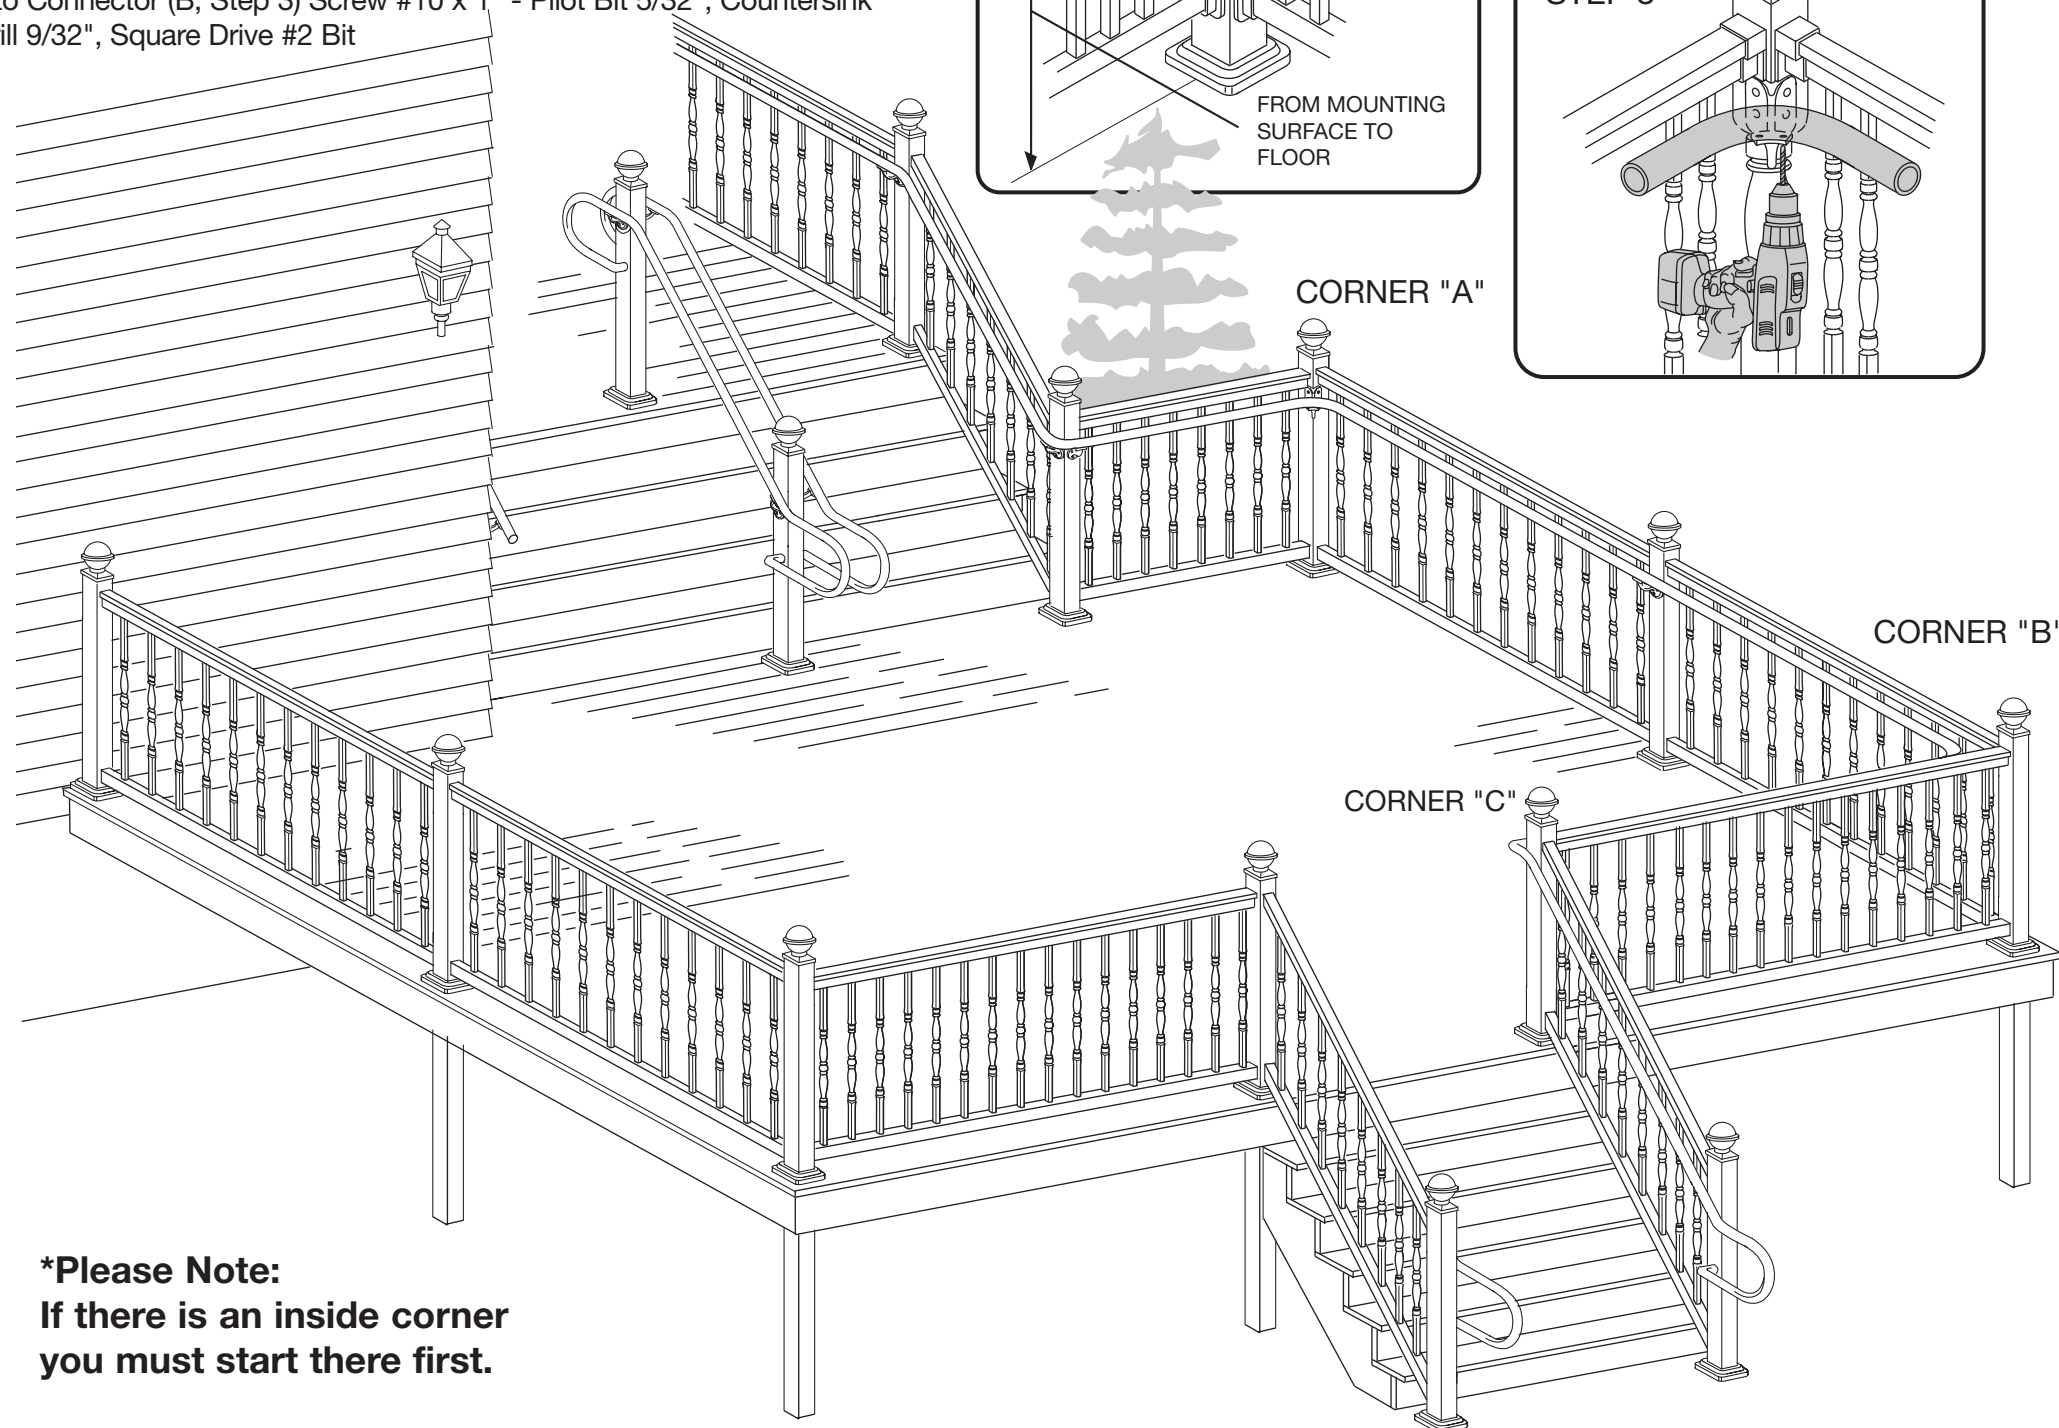 to Connector (B, Step 3) Screw #10 x 1" - Pilot Bit 5/32", Countersink
ill 9/32", Square Drive #2 Bit
FROM MOUNTING
SURFACE TO
FLOOR
CORNER "A"
CORNER "B"
CORNER "C"
*Please Note:
If there is an inside corner
you must start there first.